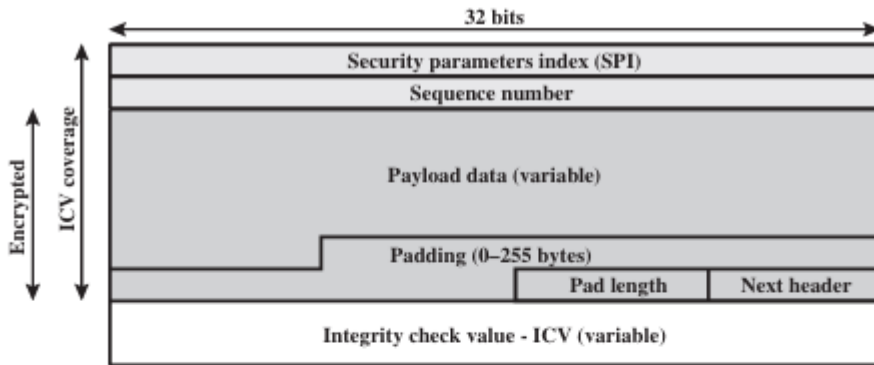 32 bits
Security parameters index (SPI)
Sequence number
Encrypted
ICV coverage
Payload data (variable)
Padding (0–255 bytes)
Pad length
Next header
Integrity check value - ICV (variable)